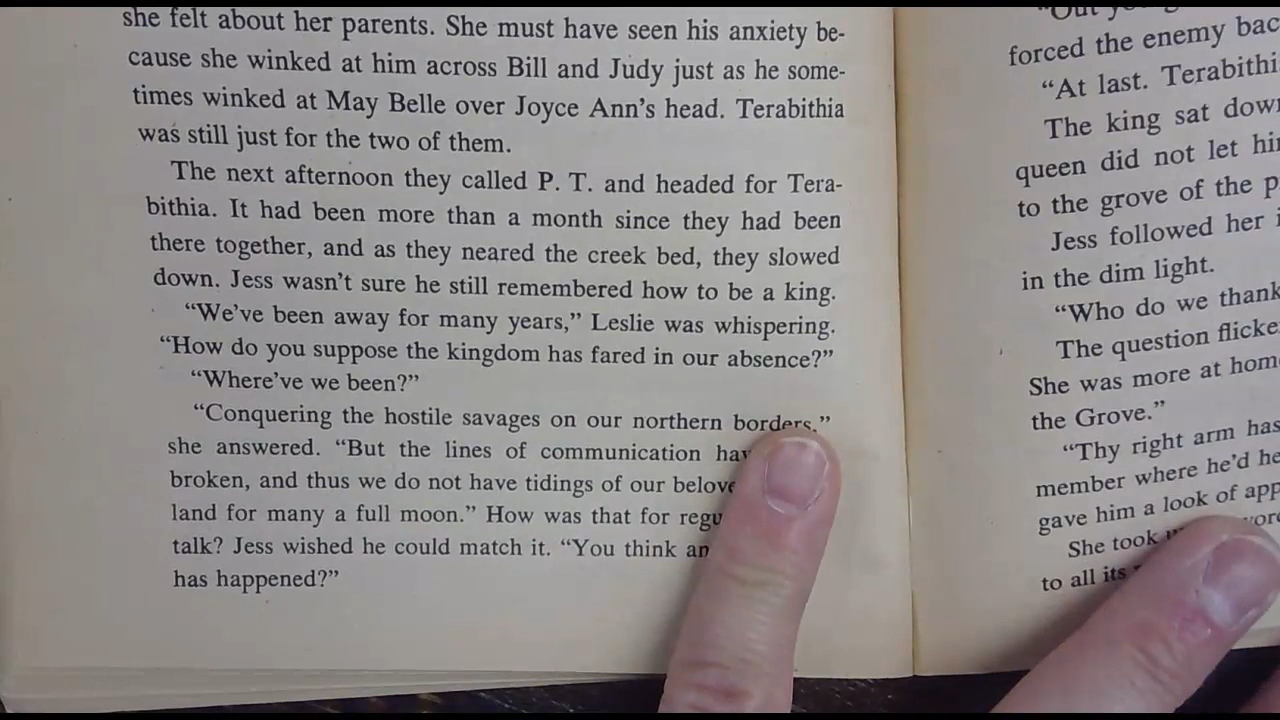 she felt about her parents. She must have seen his anxiety be-
cause she winked at him across Bill and Judy just as he some-
times winked at May Belle over Joyce Ann's head. Terabithia
was still just for the two of them.
The next afternoon they called P. T. and headed for Tera-
bithia. It had been more than a month since they had been
there together, and as they neared the creek bed, they slowed
down. Jess wasn't sure he still remembered how to be a king.
“We've been away for many years,” Leslie was whispering.
“How do you suppose the kingdom has fared in our absence?”
“Where've we been?”
“Conquering the hostile savages on our northern borders,”
she answered. “But the lines of communication
broken, and thus we do not have tidings of our
land for many a full moon.” How was that for
talk? Jess wished he could match it. “You think
has happened?”
forced the enemy
“At last.
The king sat
queen did not let
to the grove of the
Jess followed her
in the dim light.
“Who do we
The question
She was more at
the Grove.”
“Thy right arm has
member where he'd
gave him a look of
She took
to all its